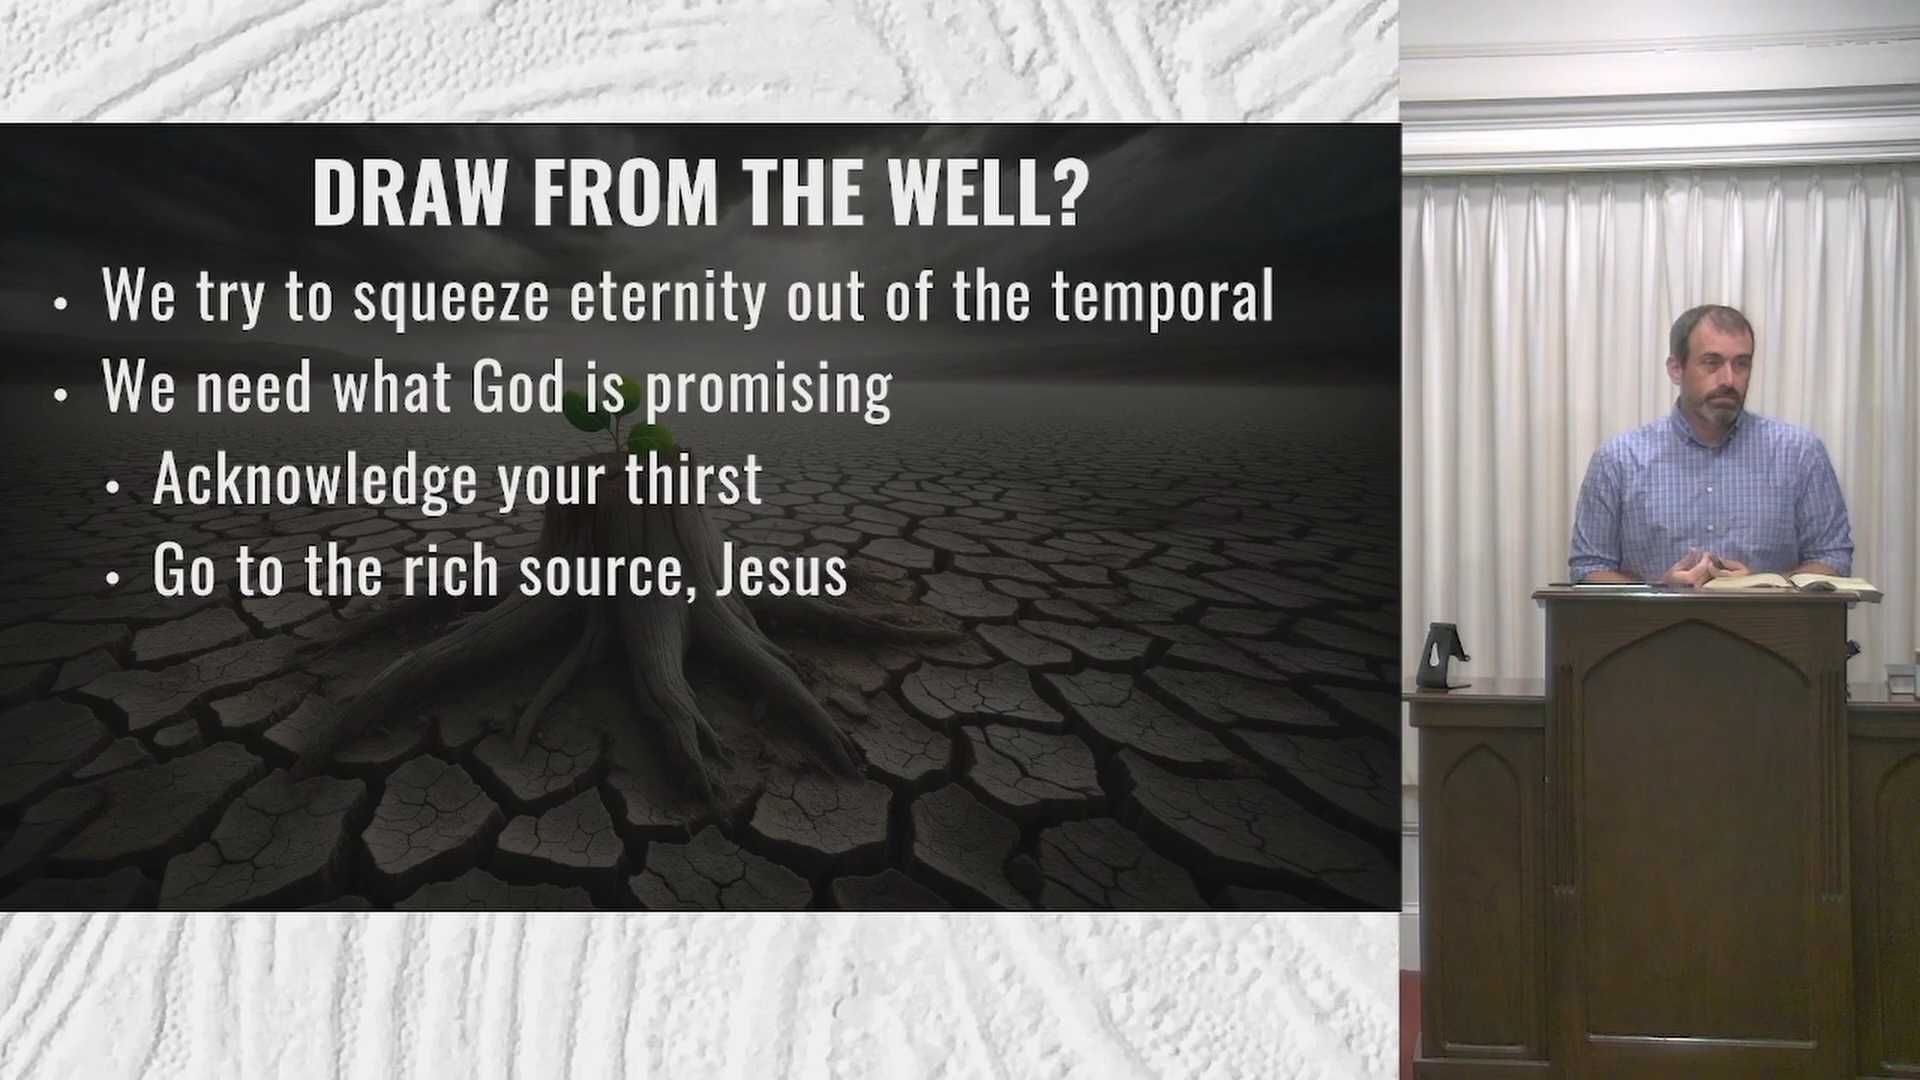 DRAW FROM THE WELL?
• We try to squeeze eternity out of the temporal
• We need what God is promising
• Acknowledge your thirst
• Go to the rich source, Jesus